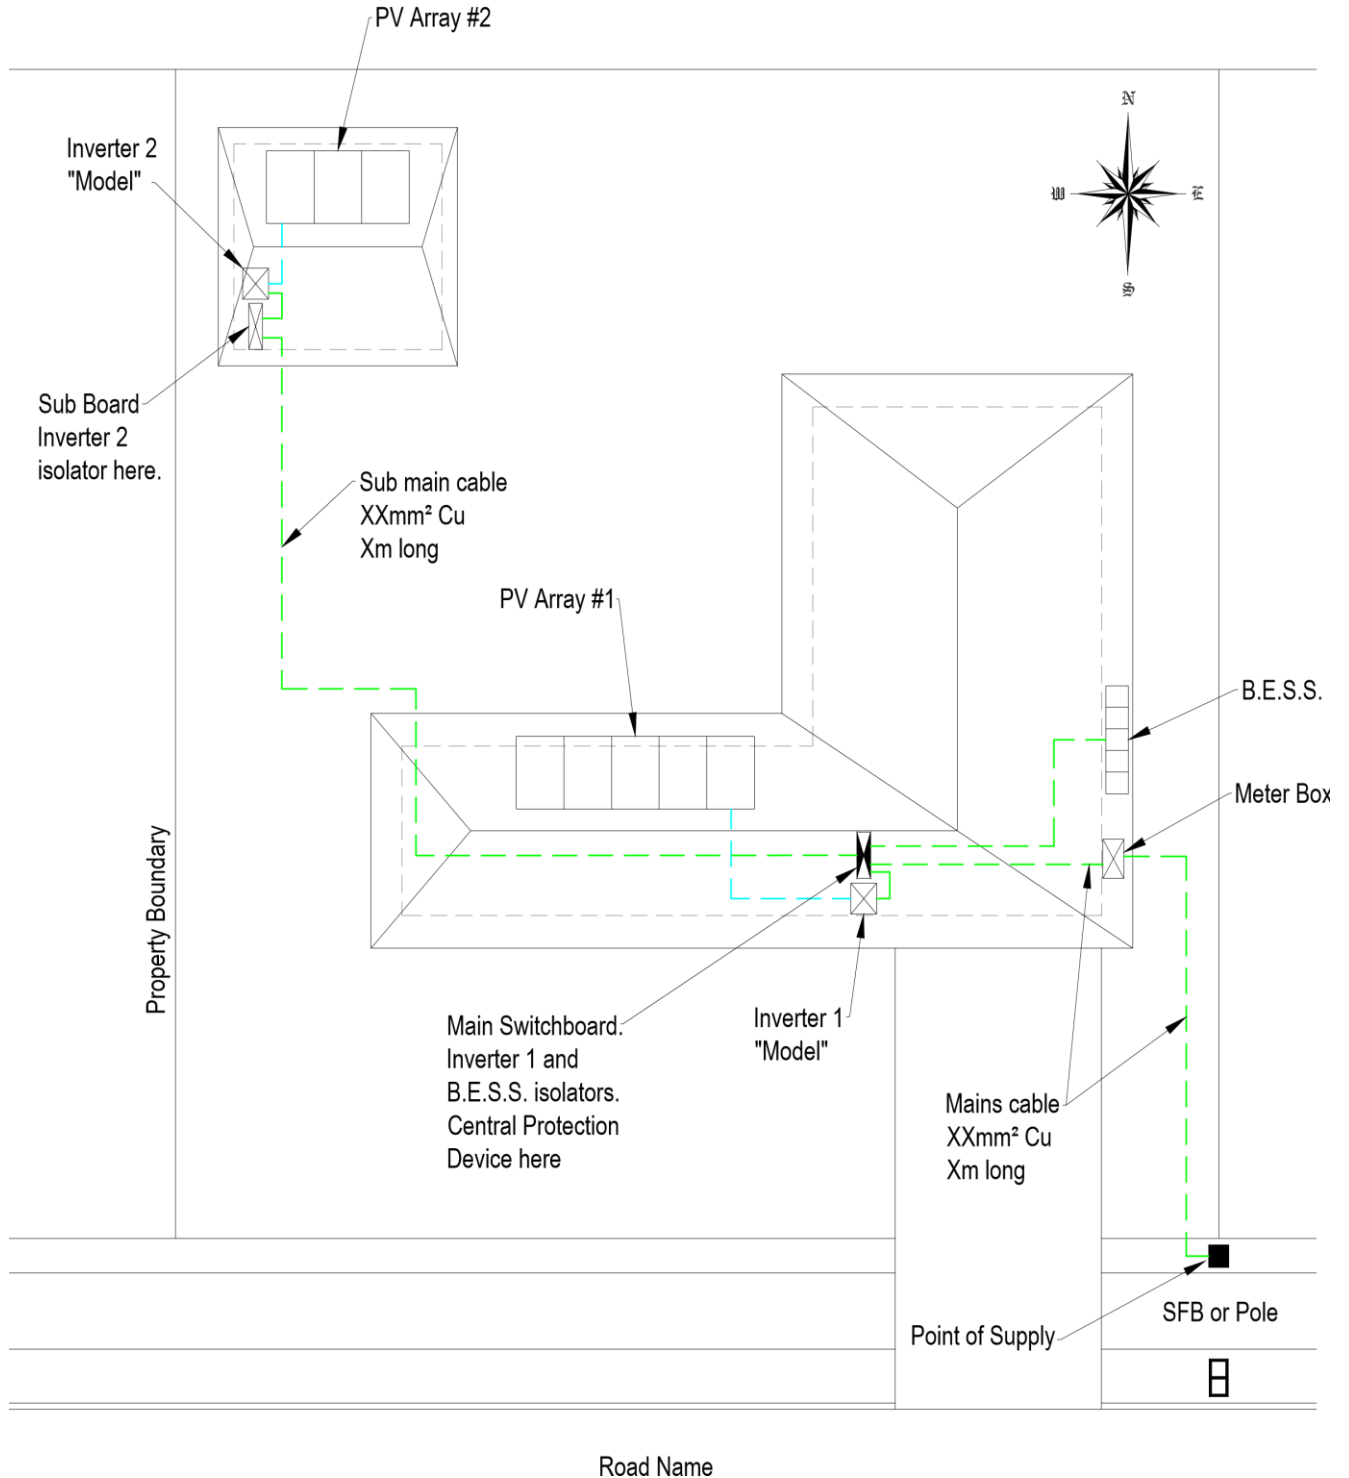 PV Array #2
N
W
E
S
Inverter 2
"Model"
Sub Board
Inverter 2
isolator here.
Sub main cable
XXmm² Cu
Xm long
PV Array #1
B.E.S.S.
Meter Box
Property Boundary
Main Switchboard.
Inverter 1 and
B.E.S.S. isolators.
Central Protection
Device here
Inverter 1
"Model"
Mains cable
XXmm² Cu
Xm long
Point of Supply
SFB or Pole
Road Name